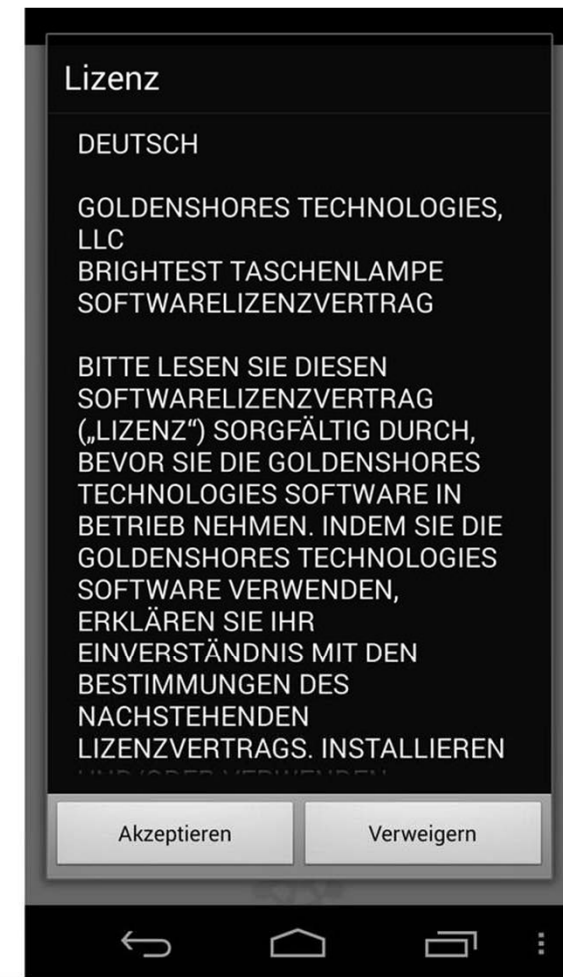 Lizenz
DEUTSCH
GOLDENSHORES TECHNOLOGIES,
LLC
BRIGHTEST TASCHENLAMPE
SOFTWARELIZENZVERTRAG
BITTE LESEN SIE DIESEN
SOFTWARELIZENZVERTRAG
(„LIZENZ“) SORGFÄLTIG DURCH,
BEVOR SIE DIE GOLDENSHORES
TECHNOLOGIES SOFTWARE IN
BETRIEB NEHMEN. INDEM SIE DIE
GOLDENSHORES TECHNOLOGIES
SOFTWARE VERWENDEN,
ERKLÄREN SIE IHR
EINVERSTÄNDNIS MIT DEN
BESTIMMUNGEN DES
NACHSTEHENDEN
LIZENZVERTRAGS. INSTALLIEREN
Akzeptieren
Verweigern